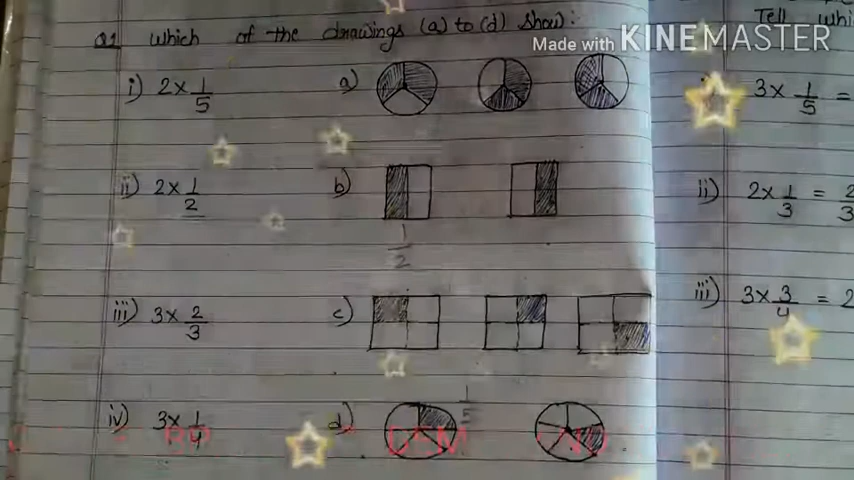 Q1 which of the drawings (a) to (d) show:
Made with KINEMASTER
i) 2 × 1/5 a)
ii) 2 × 1/2 b)
1/2
iii) 3 × 2/3 c)
iv) 3 × 1/4 d) 1/5
Tell whi
3 × 1/5 =
ii) 2 × 1/3 = 2/3
iii) 3 × 3/4 = 2